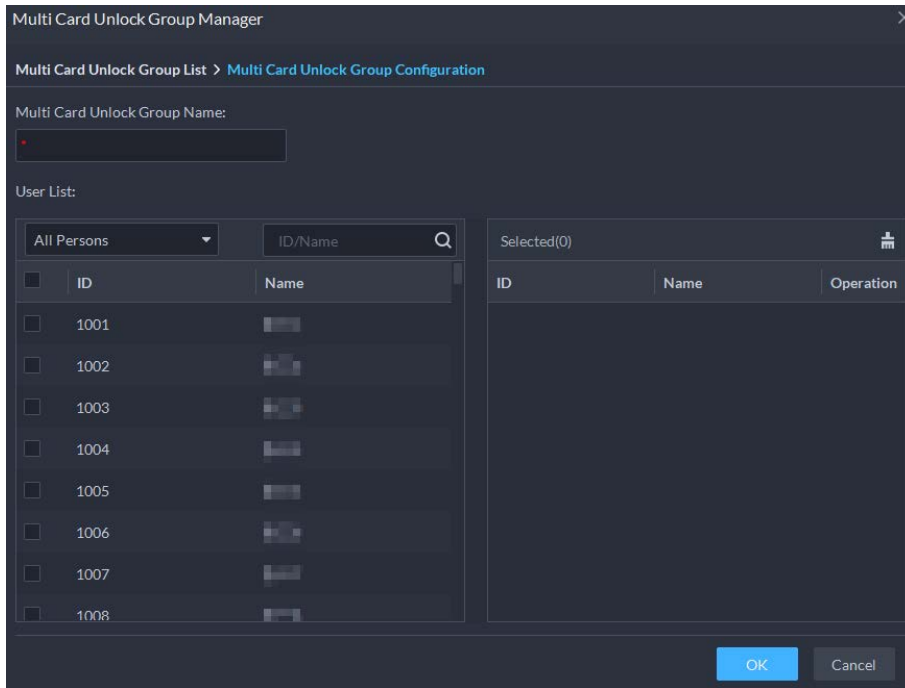 Multi Card Unlock Group Manager
Multi Card Unlock Group List > Multi Card Unlock Group Configuration
Multi Card Unlock Group Name:
*
User List:
All Persons ID/Name Selected(0)
ID Name ID Name Operation
1001
1002
1003
1004
1005
1006
1007
1008
OK Cancel